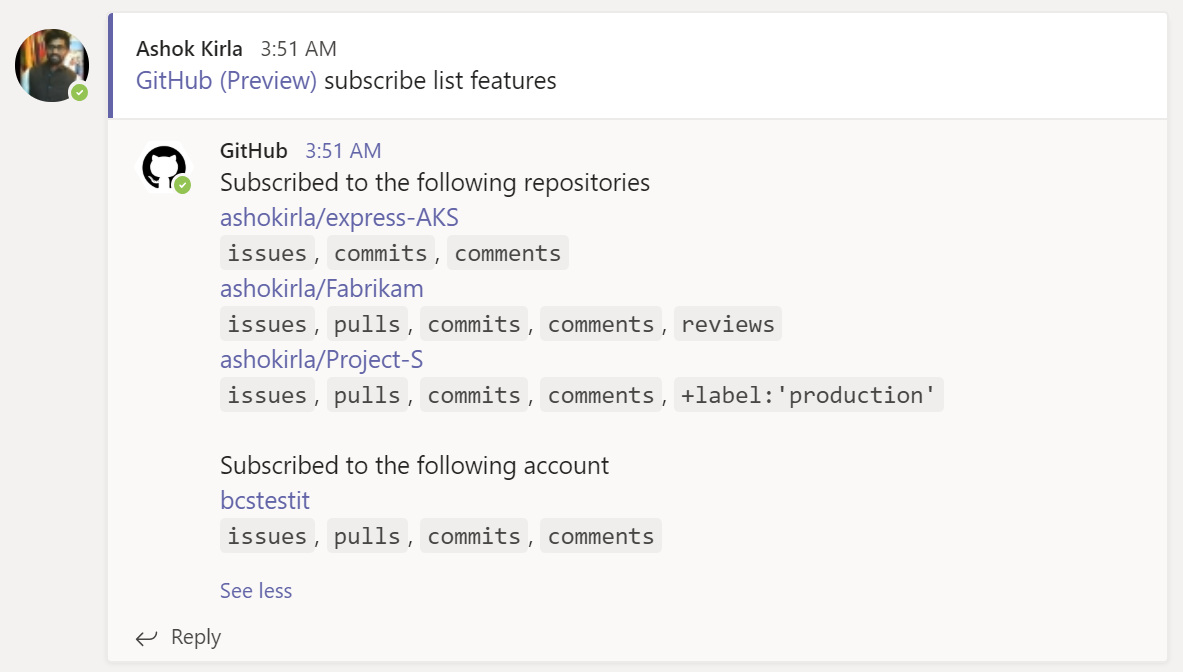 Ashok Kirla 3:51 AM
GitHub (Preview) subscribe list features
GitHub 3:51 AM
Subscribed to the following repositories
ashokirla/express-AKS
issues, commits, comments
ashokirla/Fabrikam
issues, pulls, commits, comments, reviews
ashokirla/Project-S
issues, pulls, commits, comments, +label:'production'
Subscribed to the following account
bcstestit
issues, pulls, commits, comments
See less
Reply